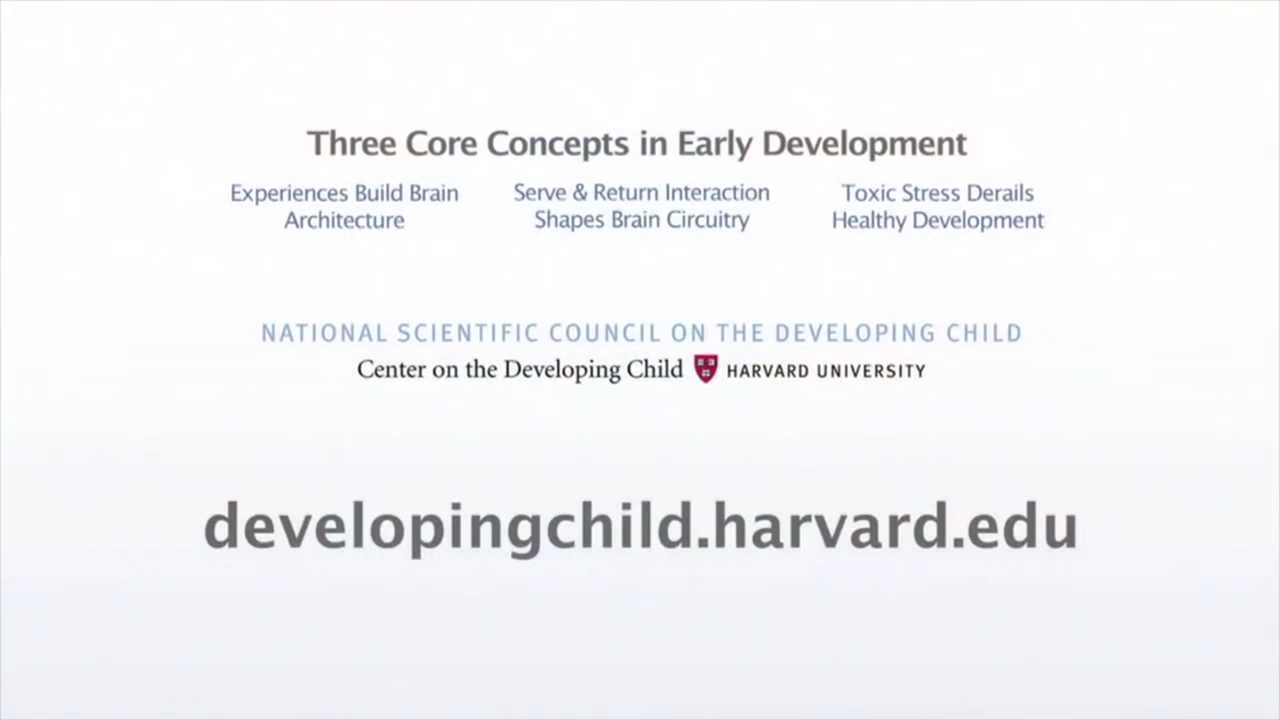 Three Core Concepts in Early Development
Experiences Build Brain
Architecture
Serve & Return Interaction
Shapes Brain Circuitry
Toxic Stress Derails
Healthy Development
NATIONAL SCIENTIFIC COUNCIL ON THE DEVELOPING CHILD
Center on the Developing Child HARVARD UNIVERSITY
developingchild.harvard.edu